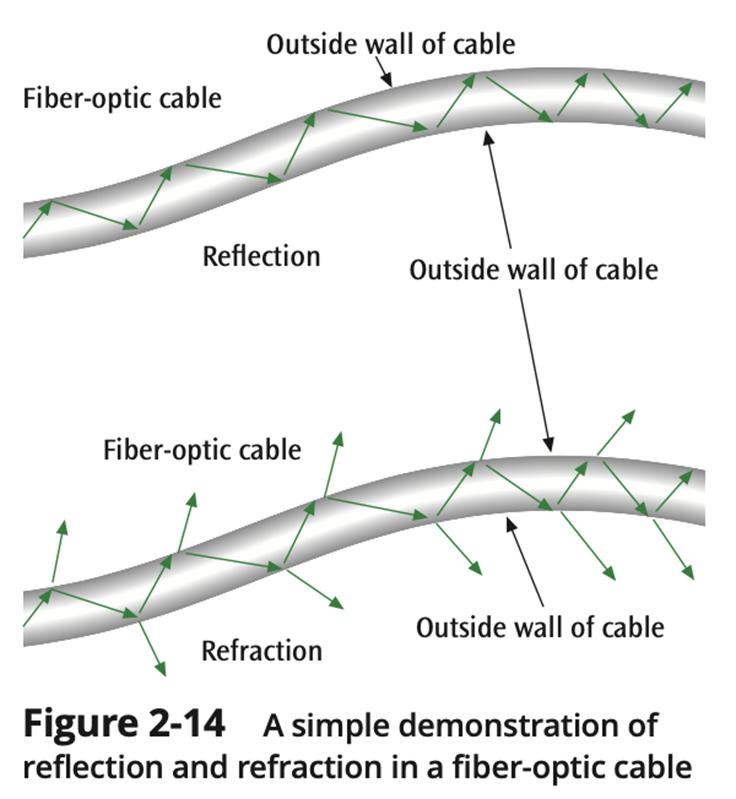 Outside wall of cable
Fiber-optic cable
Reflection
Outside wall of cable
Fiber-optic cable
Outside wall of cable
Refraction
Figure 2-14 A simple demonstration of
reflection and refraction in a fiber-optic cable